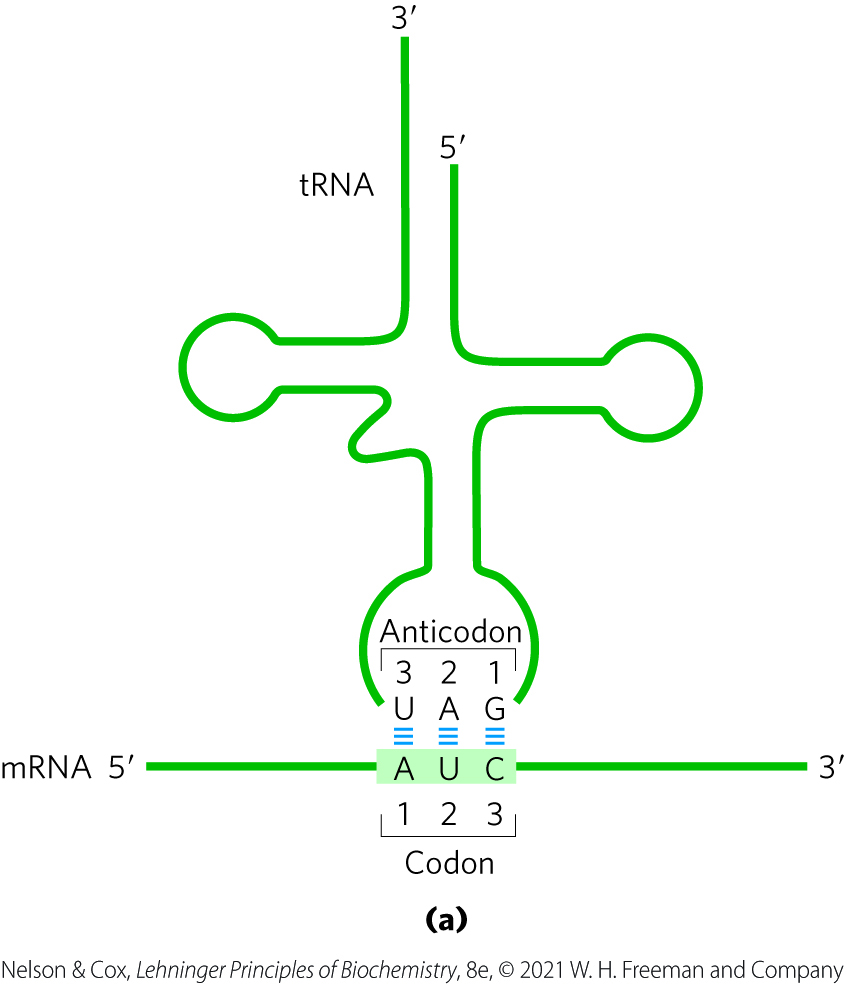 3′
5′
tRNA
Anticodon
3 2 1
U A G
mRNA 5′ A U C 3′
1 2 3
Codon
(a)
Nelson & Cox, Lehninger Principles of Biochemistry, 8e, © 2021 W. H. Freeman and Company